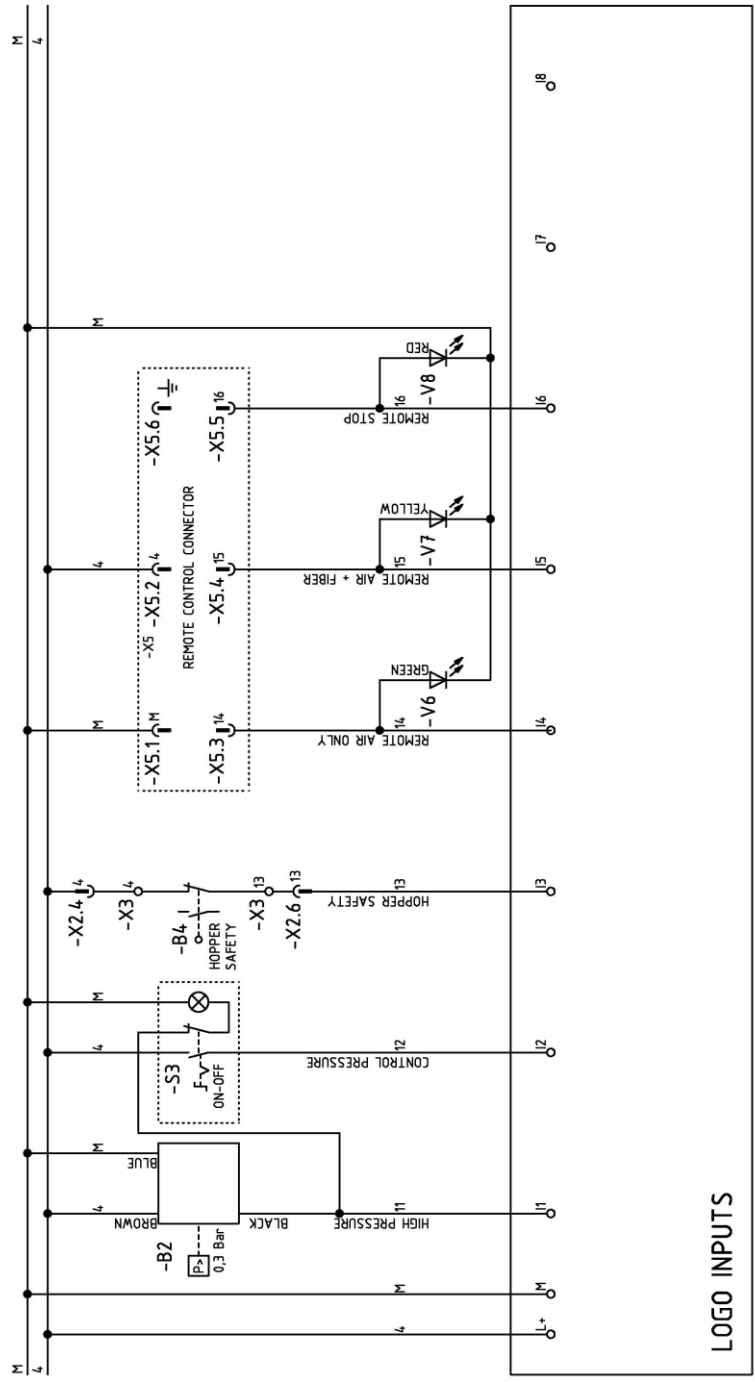 M
4
M
4
4
M
4
BROWN
M
BLUE
-B2
P>
0,3 Bar
BLACK
HIGH PRESSURE
11
4
M
-S3
ON-OFF
CONTROL PRESSURE
12
-X2.4
4
-X3
4
-B4
HOPPER
SAFETY
-X3
13
-X2.6
13
HOPPER SAFETY
13
M
4
M
-X5.1
M
-X5
-X5.2
4
-X5.6
REMOTE CONTROL CONNECTOR
-X5.3
14
-X5.4
15
-X5.5
16
REMOTE AIR ONLY
14
GREEN
-V6
REMOTE AIR + FIBER
15
YELLOW
-V7
REMOTE STOP
16
RED
-V8
L+
M
I1
I2
I3
I4
I5
I6
I7
I8
LOGO INPUTS